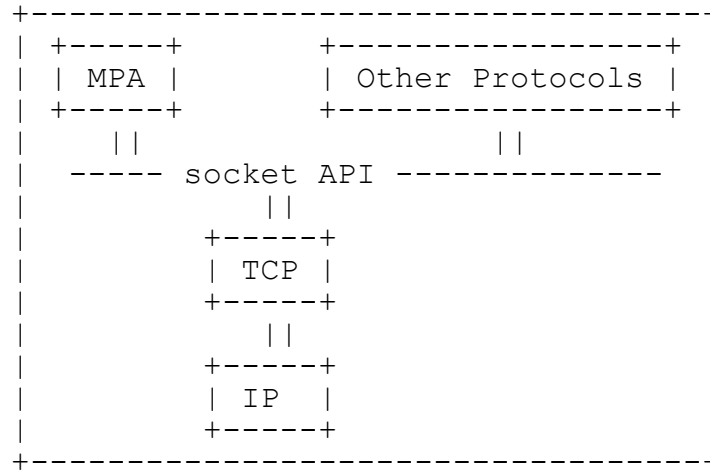 +-------------------------------------
| +-----+ +-----------------+
| | MPA | | Other Protocols |
| +-----+ +-----------------+
| || ||
| ----- socket API --------------
| ||
| +-----+
| | TCP |
| +-----+
| ||
| +-----+
| | IP |
| +-----+
+-------------------------------------